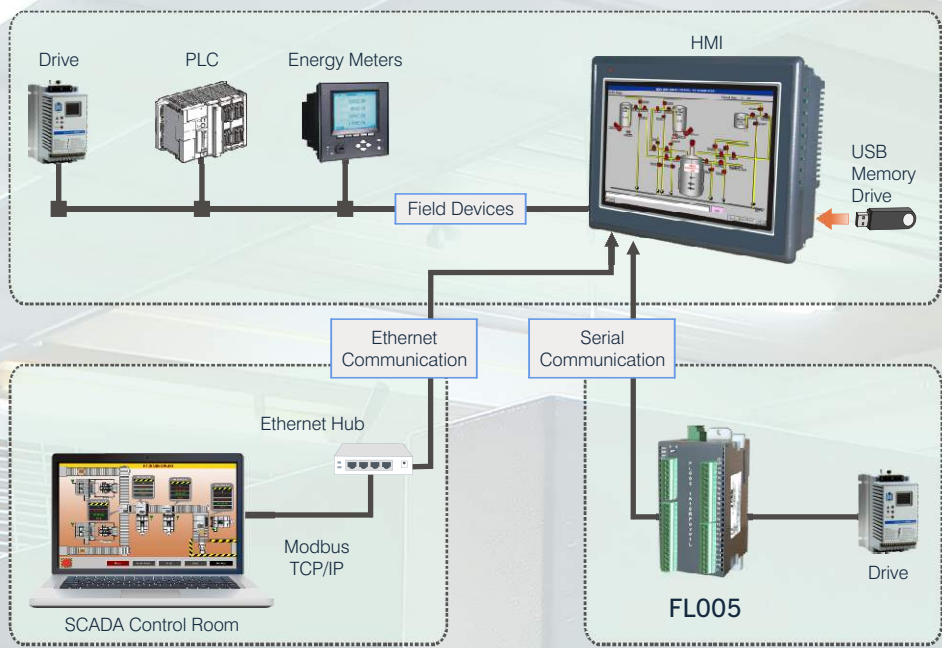 Drive
PLC
Energy Meters
HMI
USB
Memory
Drive
Field Devices
Ethernet
Communication
Serial
Communication
Ethernet Hub
Modbus
TCP/IP
SCADA Control Room
FL005
Drive